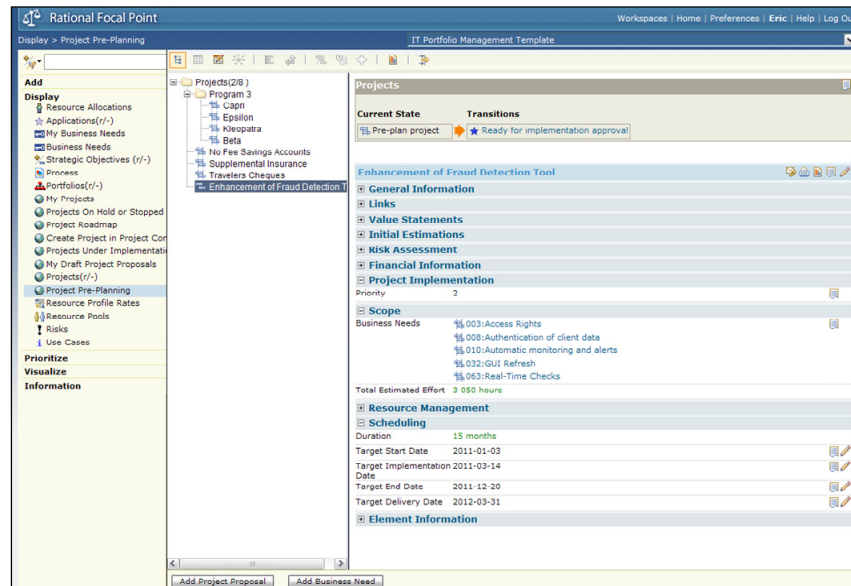 Rational Focal Point
Workspaces | Home | Preferences | Eric | Help | Log Ou
Display > Project Pre-Planning
IT Portfolio Management Template
Add
Display
Resource Allocations
Applications(r/-)
My Business Needs
Business Needs
Strategic Objectives (r/-)
Process
Portfolios(r/-)
My Projects
Projects On Hold or Stopped
Project Roadmap
Create Project in Project Con
Projects Under Implementati
My Draft Project Proposals
Projects(r/-)
Project Pre-Planning
Resource Profile Rates
Resource Pools
Risks
Use Cases
Prioritize
Visualize
Information
Projects(2/8 )
Program 3
Capri
Epsilon
Kleopatra
Beta
No Fee Savings Accounts
Supplemental Insurance
Travelers Cheques
Enhancement of Fraud Detection T
Projects
Current State Transitions
Pre-plan project Ready for implementation approval
Enhancement of Fraud Detection Tool
General Information
Links
Value Statements
Initial Estimations
Risk Assessment
Financial Information
Project Implementation
Priority 2
Scope
Business Needs 003:Access Rights
008:Authentication of client data
010:Automatic monitoring and alerts
032:GUI Refresh
063:Real-Time Checks
Total Estimated Effort 3 050 hours
Resource Management
Scheduling
Duration 15 months
Target Start Date 2011-01-03
Target Implementation 2011-03-14
Date
Target End Date 2011-12-20
Target Delivery Date 2012-03-31
Element Information
Add Project Proposal Add Business Need